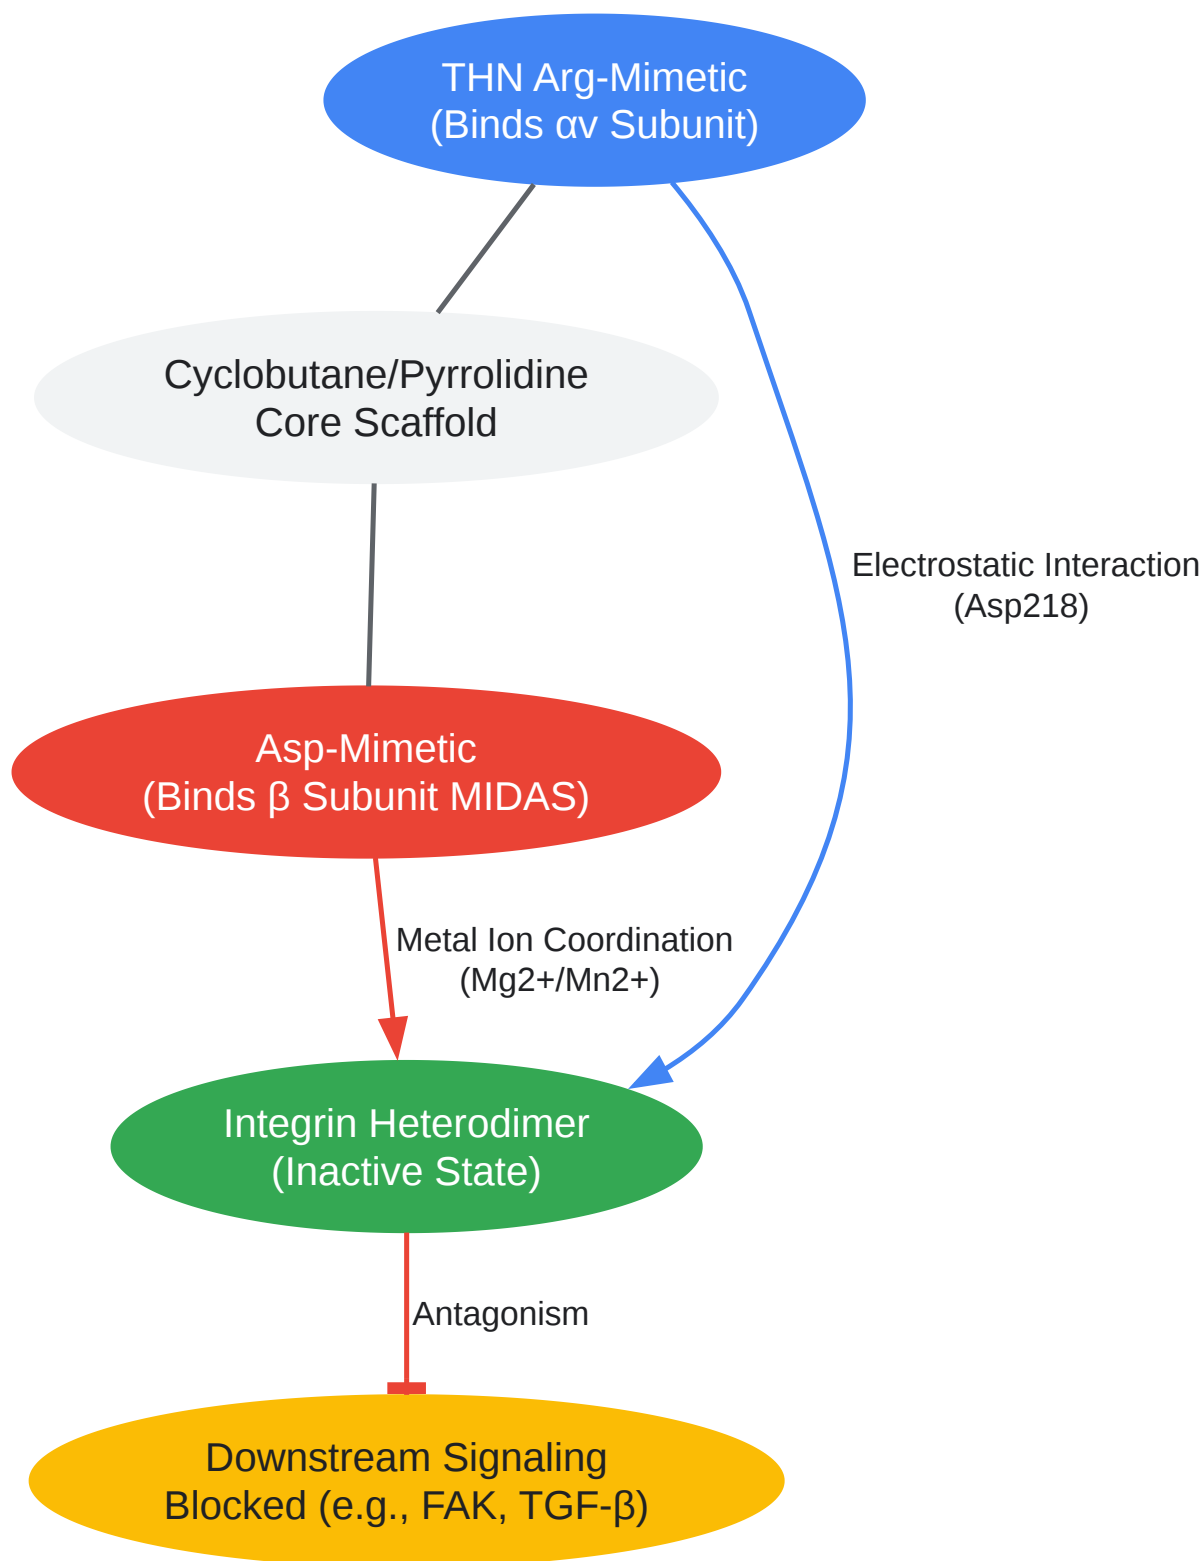 THN Arg-Mimetic
(Binds αv Subunit)
Cyclobutane/Pyrrolidine
Core Scaffold
Electrostatic Interaction
(Asp218)
Asp-Mimetic
(Binds β Subunit MIDAS)
Metal Ion Coordination
(Mg2+/Mn2+)
Integrin Heterodimer
(Inactive State)
Antagonism
Downstream Signaling
Blocked (e.g., FAK, TGF-β)